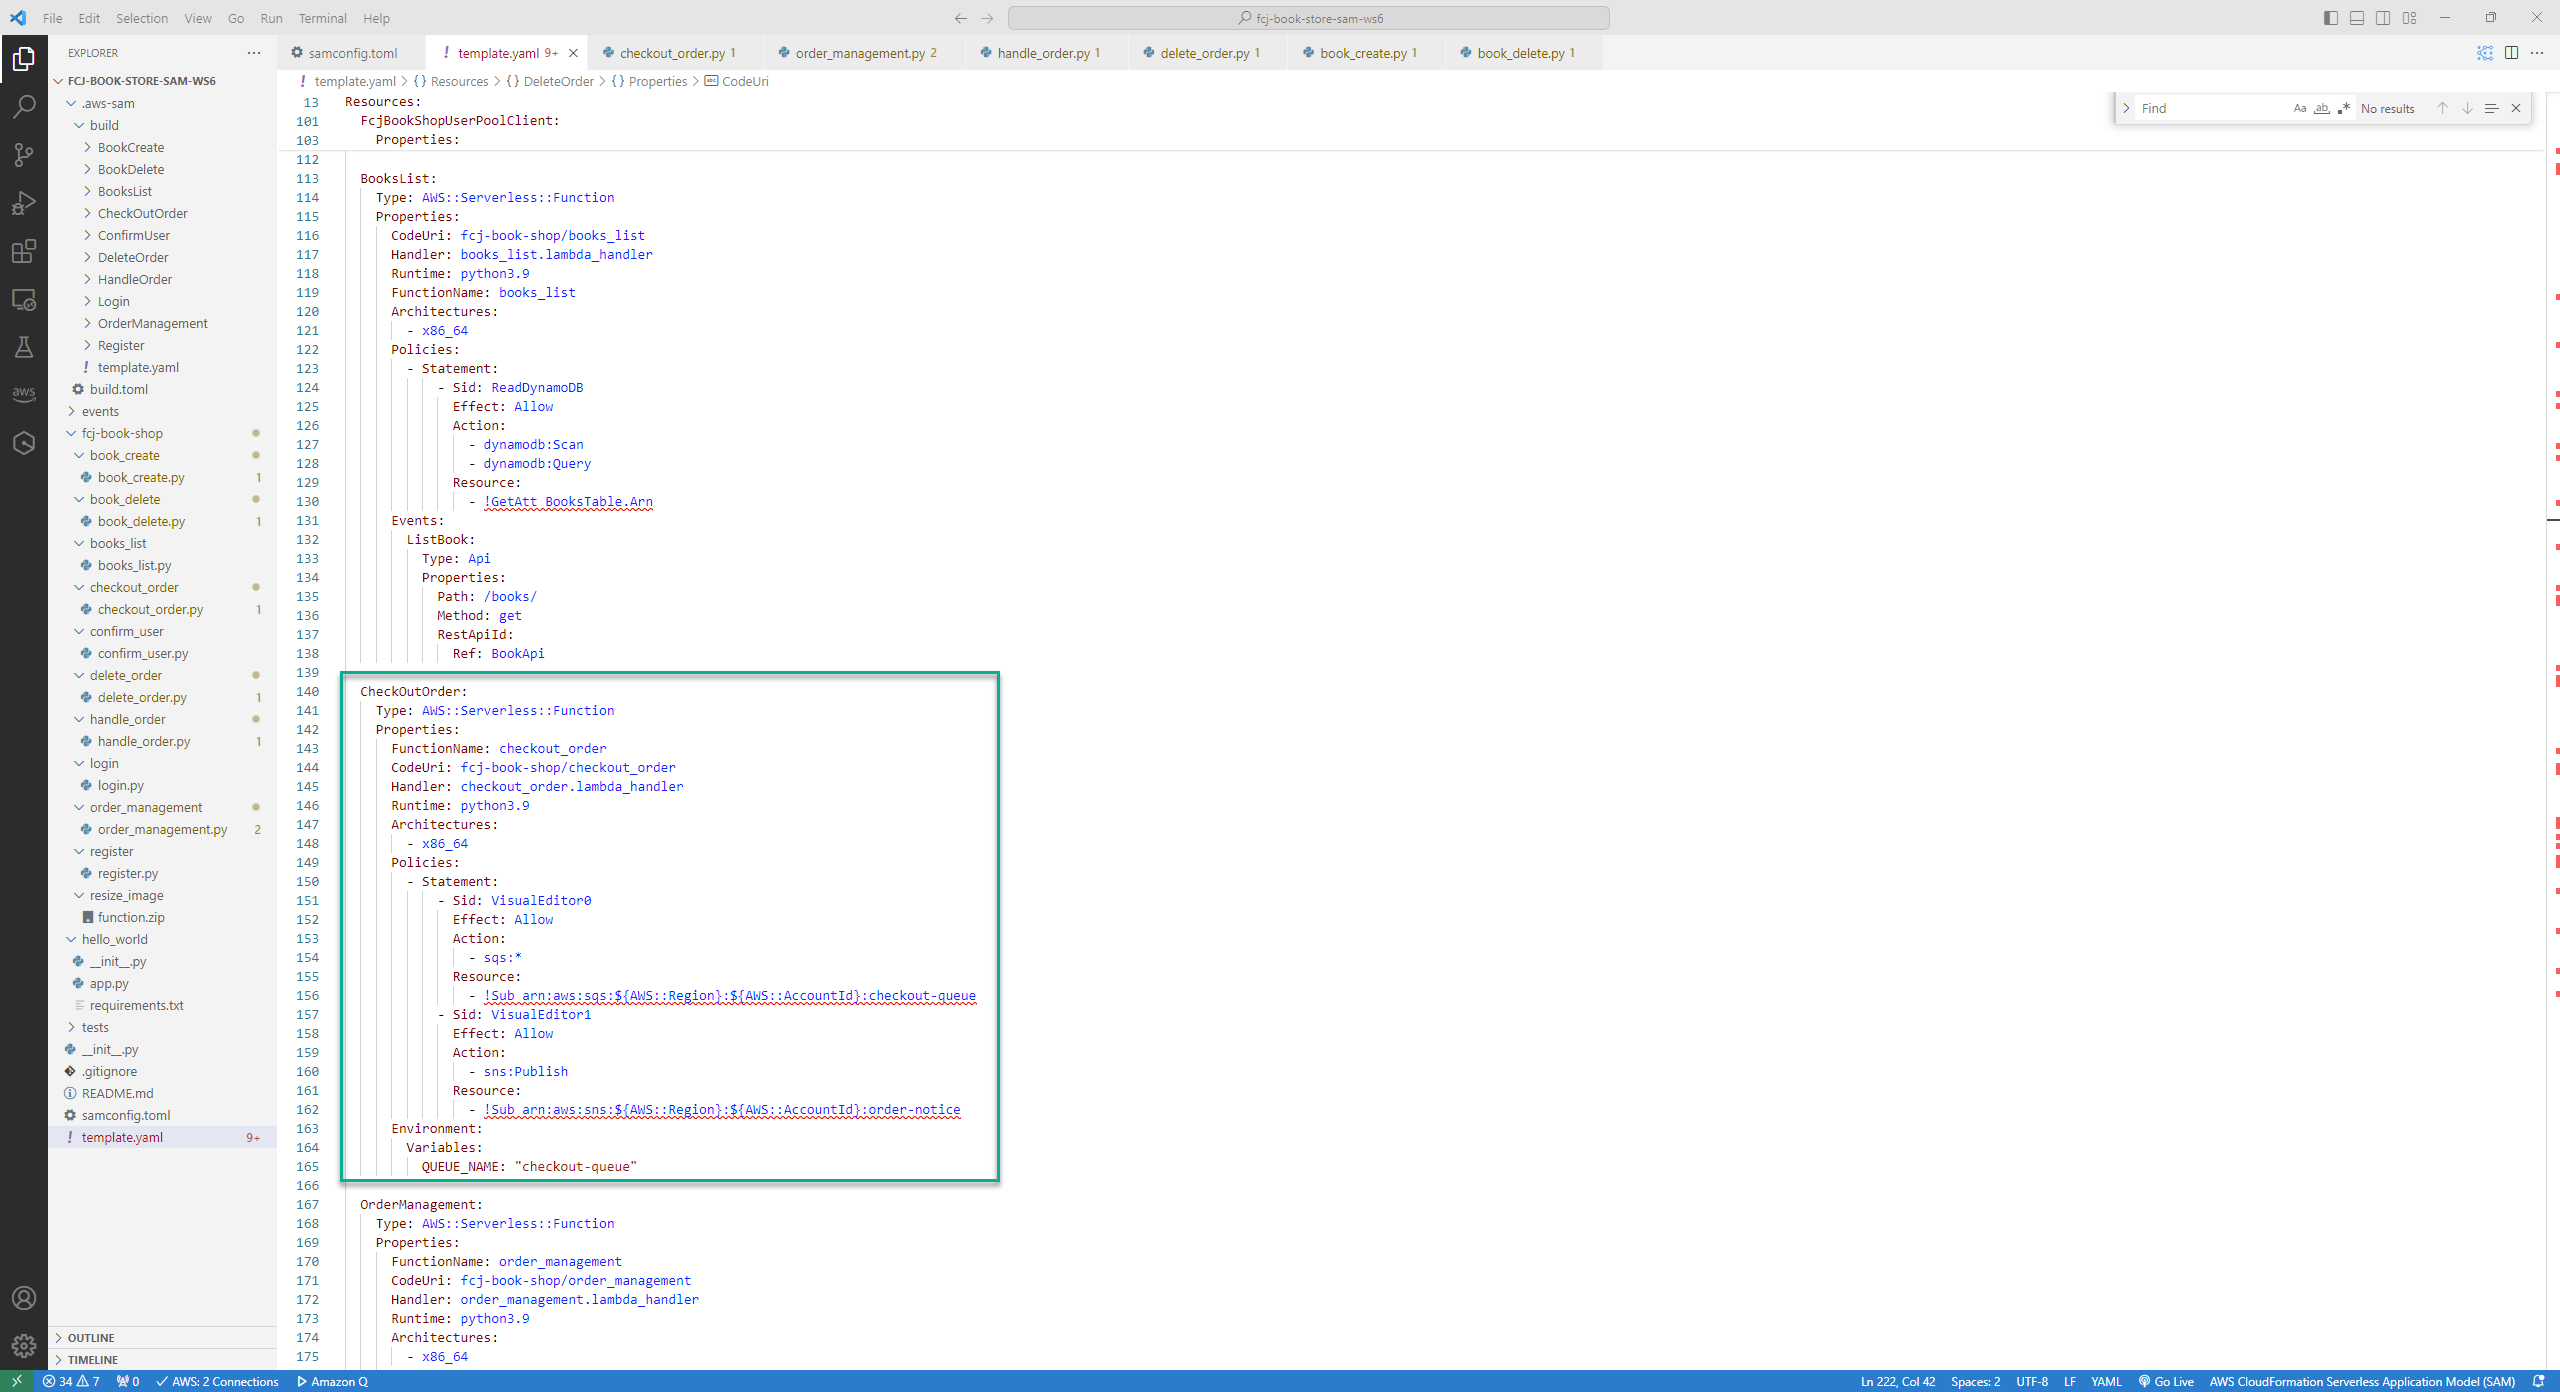 File Edit Selection View Go Run Terminal Help
fcj-book-store-sam-ws6
EXPLORER
FCJ-BOOK-STORE-SAM-WS6
.aws-sam
build
BookCreate
BookDelete
BooksList
CheckOutOrder
ConfirmUser
DeleteOrder
HandleOrder
Login
OrderManagement
Register
! template.yaml
build.toml
events
fcj-book-shop
book_create
book_create.py 1
book_delete
book_delete.py 1
books_list
books_list.py
checkout_order
checkout_order.py 1
confirm_user
confirm_user.py
delete_order
delete_order.py 1
handle_order
handle_order.py 1
login
login.py
order_management
order_management.py 2
register
register.py
resize_image
function.zip
hello_world
__init__.py
app.py
requirements.txt
tests
__init__.py
.gitignore
README.md
samconfig.toml
! template.yaml 9+
OUTLINE
TIMELINE
aws
samconfig.toml
! template.yaml 9+
checkout_order.py 1
order_management.py 2
handle_order.py 1
delete_order.py 1
book_create.py 1
book_delete.py 1
! template.yaml > {} Resources > {} DeleteOrder > {} Properties > CodeUri
Find Aa ab .* No results
13 Resources:
101 FcjBookShopUserPoolClient:
103 Properties:
112
113 BooksList:
114 Type: AWS::Serverless::Function
115 Properties:
116 CodeUri: fcj-book-shop/books_list
117 Handler: books_list.lambda_handler
118 Runtime: python3.9
119 FunctionName: books_list
120 Architectures:
121 - x86_64
122 Policies:
123 - Statement:
124 - Sid: ReadDynamoDB
125 Effect: Allow
126 Action:
127 - dynamodb:Scan
128 - dynamodb:Query
129 Resource:
130 - !GetAtt BooksTable.Arn
131 Events:
132 ListBook:
133 Type: Api
134 Properties:
135 Path: /books/
136 Method: get
137 RestApiId:
138 Ref: BookApi
139
140 CheckOutOrder:
141 Type: AWS::Serverless::Function
142 Properties:
143 FunctionName: checkout_order
144 CodeUri: fcj-book-shop/checkout_order
145 Handler: checkout_order.lambda_handler
146 Runtime: python3.9
147 Architectures:
148 - x86_64
149 Policies:
150 - Statement:
151 - Sid: VisualEditor0
152 Effect: Allow
153 Action:
154 - sqs:*
155 Resource:
156 - !Sub arn:aws:sqs:${AWS::Region}:${AWS::AccountId}:checkout-queue
157 - Sid: VisualEditor1
158 Effect: Allow
159 Action:
160 - sns:Publish
161 Resource:
162 - !Sub arn:aws:sns:${AWS::Region}:${AWS::AccountId}:order-notice
163 Environment:
164 Variables:
165 QUEUE_NAME: "checkout-queue"
166
167 OrderManagement:
168 Type: AWS::Serverless::Function
169 Properties:
170 FunctionName: order_management
171 CodeUri: fcj-book-shop/order_management
172 Handler: order_management.lambda_handler
173 Runtime: python3.9
174 Architectures:
175 - x86_64
34 7 0 AWS: 2 Connections Amazon Q Ln 222, Col 42 Spaces: 2 UTF-8 LF YAML Go Live AWS CloudFormation Serverless Application Model (SAM)